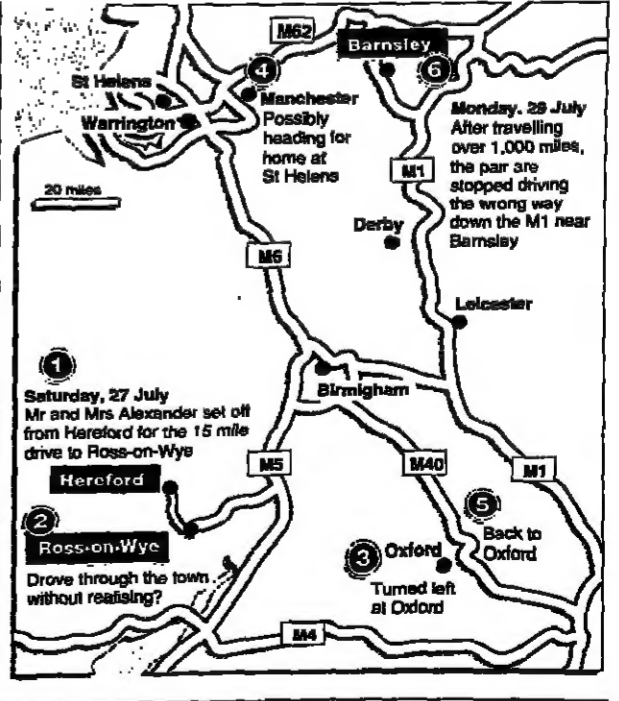 M62
Barnsley
4
6
St Helens
Manchester
Warrington
Possibly
heading for
home at
St Helens
Monday, 29 July
After travelling
over 1,000 miles,
the pair are
stopped driving
the wrong way
down the M1 near
Barnsley
20 miles
M1
Derby
M6
Leicester
1
Saturday, 27 July
Mr and Mrs Alexander set off
from Hereford for the 15 mile
drive to Ross-on-Wye
Birmigham
Hereford
M5
M40
M1
2
Ross-on-Wye
Drove through the town
without realising?
5
Back to
Oxford
3
Oxford
Turned left
at Oxford
M4